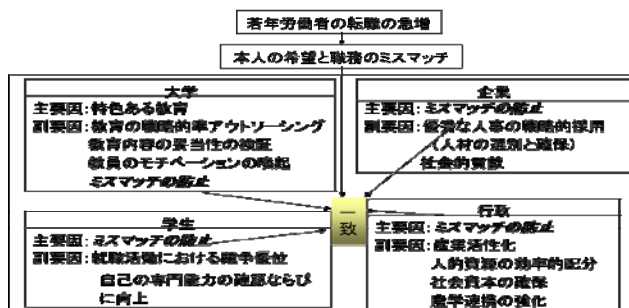 若年労働者の転職の急増
本人の希望と職務のミスマッチ
大学
主要因：特色ある教育
副要因：教育の戦略的準アウトソーシング
教育内容の妥当性の検証
教員のモチベーションの喚起
ミスマッチの防止
企業
主要因：ミスマッチの防止
副要因：優秀な人事の戦略的採用
（人材の選別と確保）
社会的貢献
一致
学生
主要因：ミスマッチの防止
副要因：就職活動における競争優位
自己の専門能力の確認ならび
に向上
行政
主要因：ミスマッチの防止
副要因：産業活性化
人的資源の効率的配分
社会資本の確保
産学連携の強化